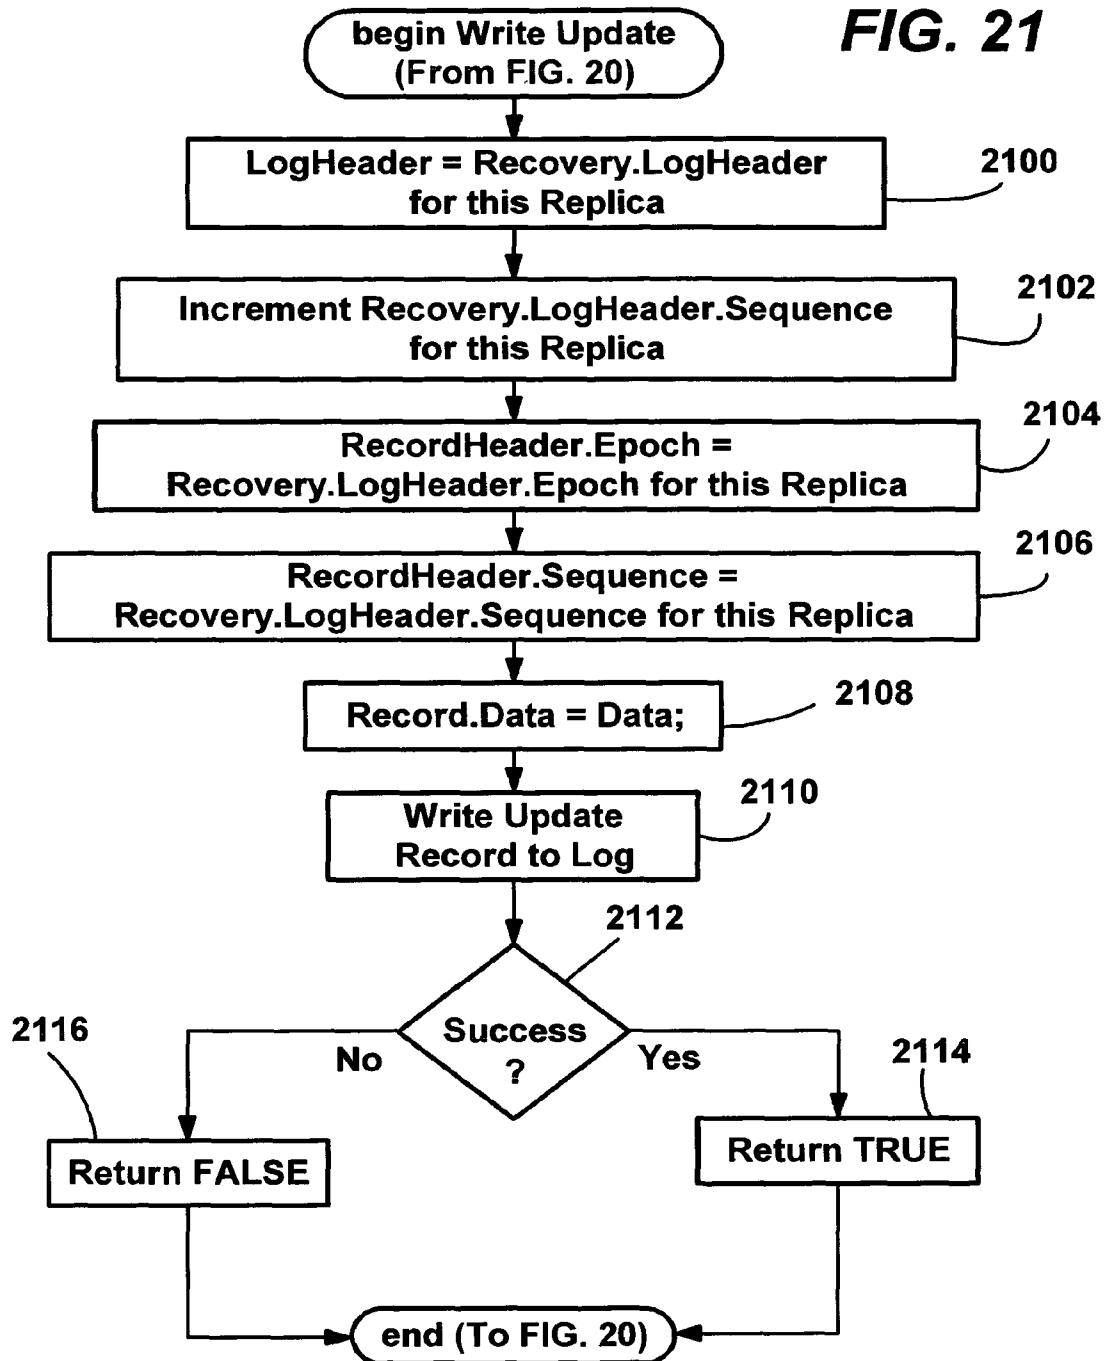 FIG. 21
begin Write Update
(From FIG. 20)
LogHeader = Recovery.LogHeader
for this Replica
2100
Increment Recovery.LogHeader.Sequence
for this Replica
2102
RecordHeader.Epoch =
Recovery.LogHeader.Epoch for this Replica
2104
RecordHeader.Sequence =
Recovery.LogHeader.Sequence for this Replica
2106
Record.Data = Data;
2108
Write Update
Record to Log
2110
2112
Success
?
No
Yes
2116
Return FALSE
2114
Return TRUE
end (To FIG. 20)